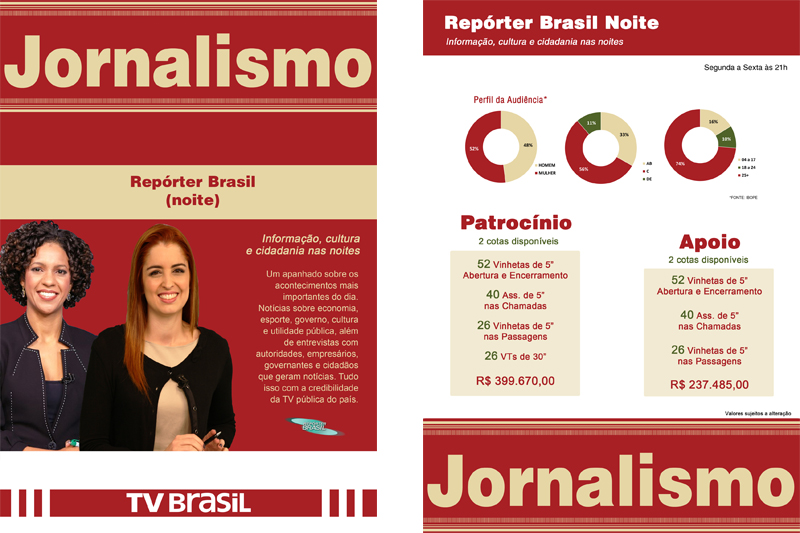 Jornalismo
Repórter Brasil
(noite)
Informação, cultura
e cidadania nas noites
Um apanhado sobre os
acontecimentos mais
importantes do dia.
Notícias sobre economia,
esporte, governo, cultura
e utilidade pública, além
de entrevistas com
autoridades, empresários,
governantes e cidadãos
que geram notícias. Tudo
isso com a credibilidade
da TV pública do país.
BRASIL
TV BRASIL
Repórter Brasil Noite
Informação, cultura e cidadania nas noites
Segunda a Sexta às 21h
Perfil da Audiência*
52%
48%
HOMEM
MULHER
11%
33%
56%
AB
C
DE
16%
10%
74%
04 a 17
18 a 24
25+
*FONTE: IBOPE
Patrocínio
2 cotas disponíveis
52 Vinhetas de 5"
Abertura e Encerramento
40 Ass. de 5"
nas Chamadas
26 Vinhetas de 5"
nas Passagens
26 VTs de 30"
R$ 399.670,00
Apoio
2 cotas disponíveis
52 Vinhetas de 5"
Abertura e Encerramento
40 Ass. de 5"
nas Chamadas
26 Vinhetas de 5"
nas Passagens
R$ 237.485,00
Valores sujeitos a alteração
Jornalismo